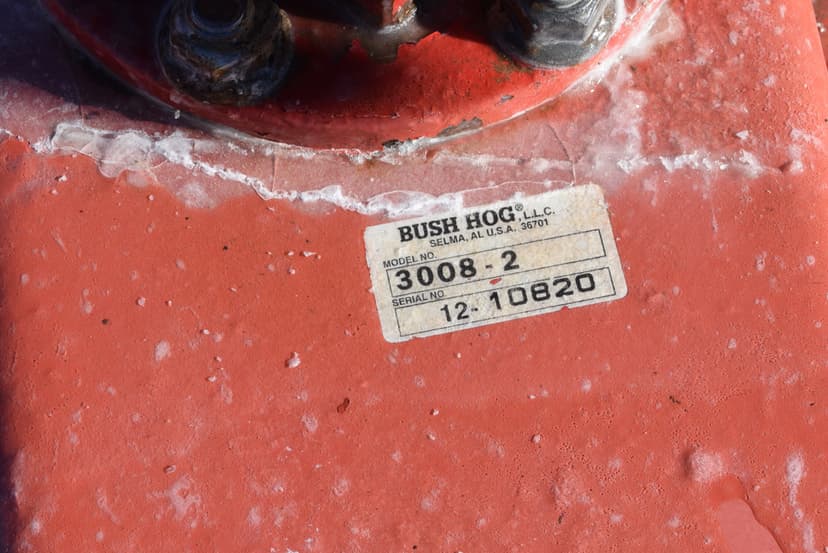 BUSH HOG®, L.L.C.
SELMA, AL U.S.A. 36701
MODEL NO.
3008-2
SERIAL NO
12-10820